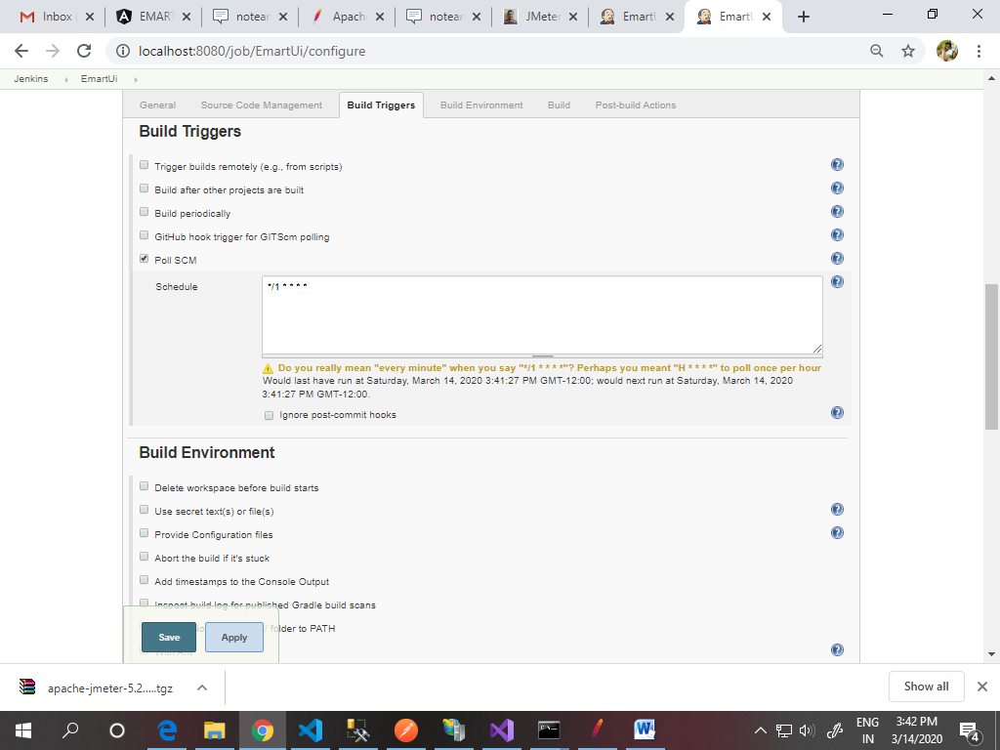 Inbox
EMART
notear
Apach
notear
JMeter
EmartU
EmartU
localhost:8080/job/EmartUi/configure
Jenkins
EmartUi
General Source Code Management Build Triggers Build Environment Build Post-build Actions
Build Triggers
Trigger builds remotely (e.g., from scripts)
Build after other projects are built
Build periodically
GitHub hook trigger for GITScm polling
Poll SCM
Schedule
*/1 * * * *
Do you really mean "every minute" when you say "*/1 * * * *"? Perhaps you meant "H * * * *" to poll once per hour
Would last have run at Saturday, March 14, 2020 3:41:27 PM GMT-12:00; would next run at Saturday, March 14, 2020
3:41:27 PM GMT-12:00.
Ignore post-commit hooks
Build Environment
Delete workspace before build starts
Use secret text(s) or file(s)
Provide Configuration files
Abort the build if it's stuck
Add timestamps to the Console Output
Inspect build log for published Gradle build scans
/ folder to PATH
Save Apply
apache-jmeter-5.2.....tgz
Show all
ENG
IN
3:42 PM
3/14/2020
4